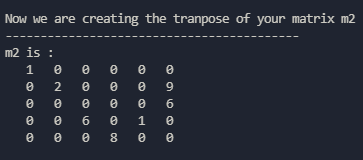 Now we are creating the tranpose of your matrix m2
------------------------------------------
m2 is :
1 0 0 0 0 0
0 2 0 0 0 9
0 0 0 0 0 6
0 0 6 0 1 0
0 0 0 8 0 0